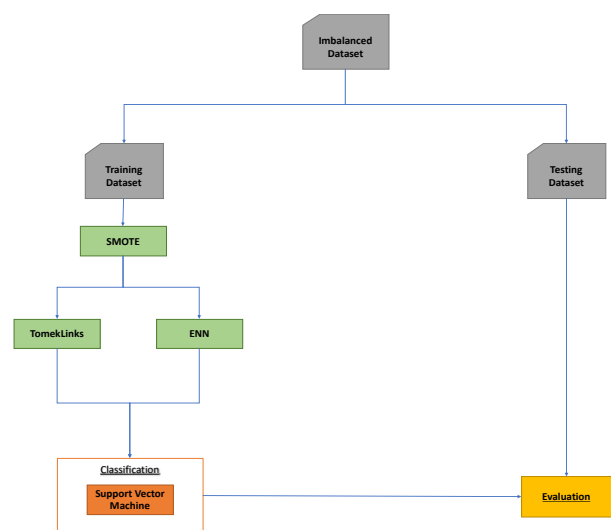 Imbalanced
Dataset
Training
Dataset
Testing
Dataset
SMOTE
TomekLinks
ENN
Classification
Support Vector
Machine
Evaluation